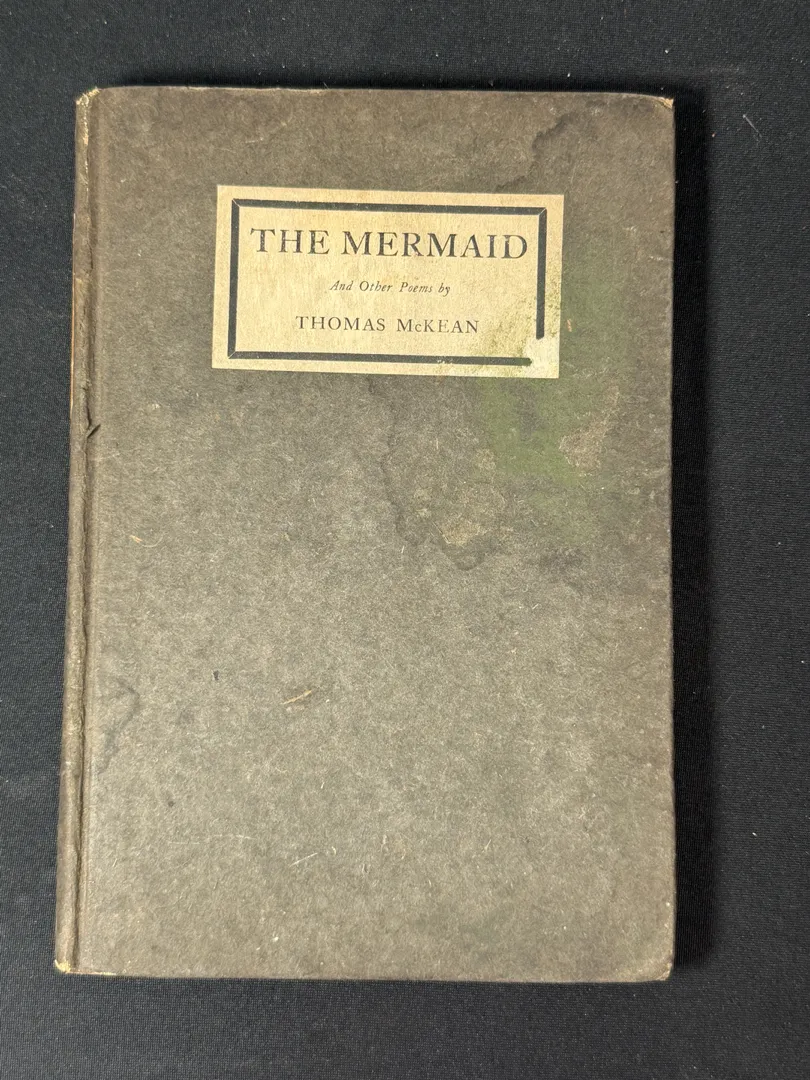 THE MERMAID
And Other Poems by
THOMAS McKEAN